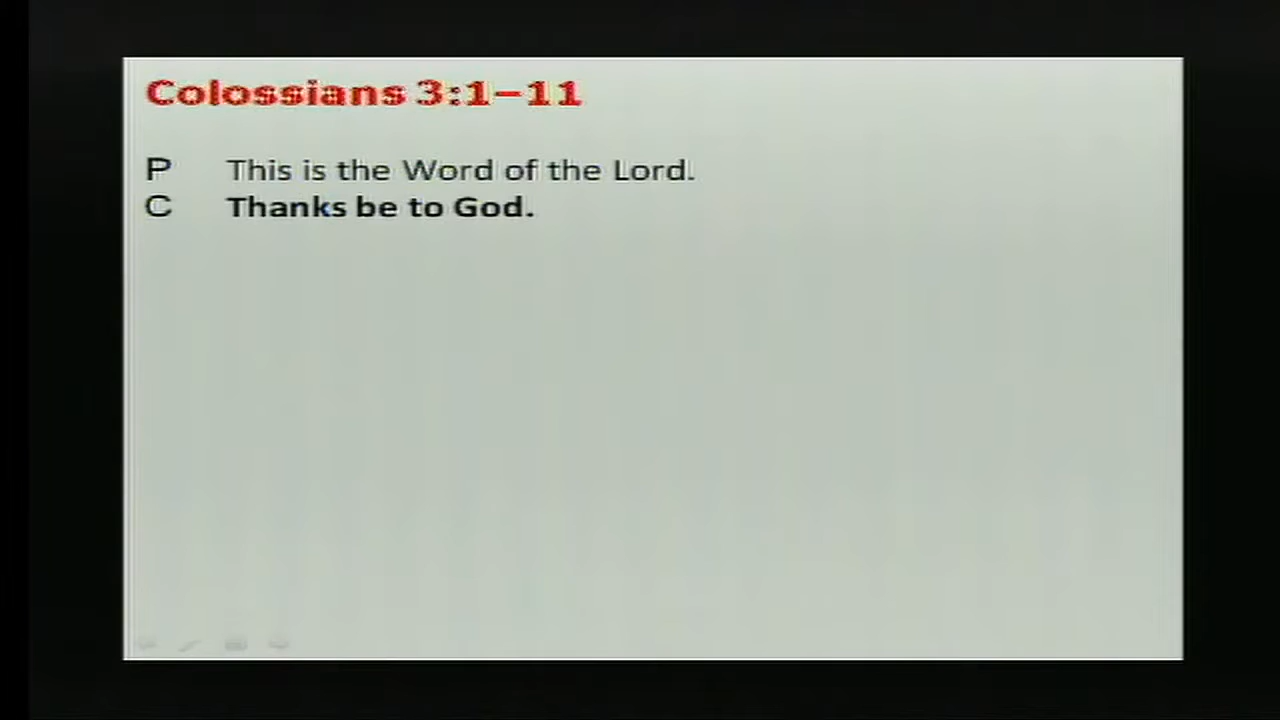 Colossians 3:1–11
P This is the Word of the Lord.
C Thanks be to God.